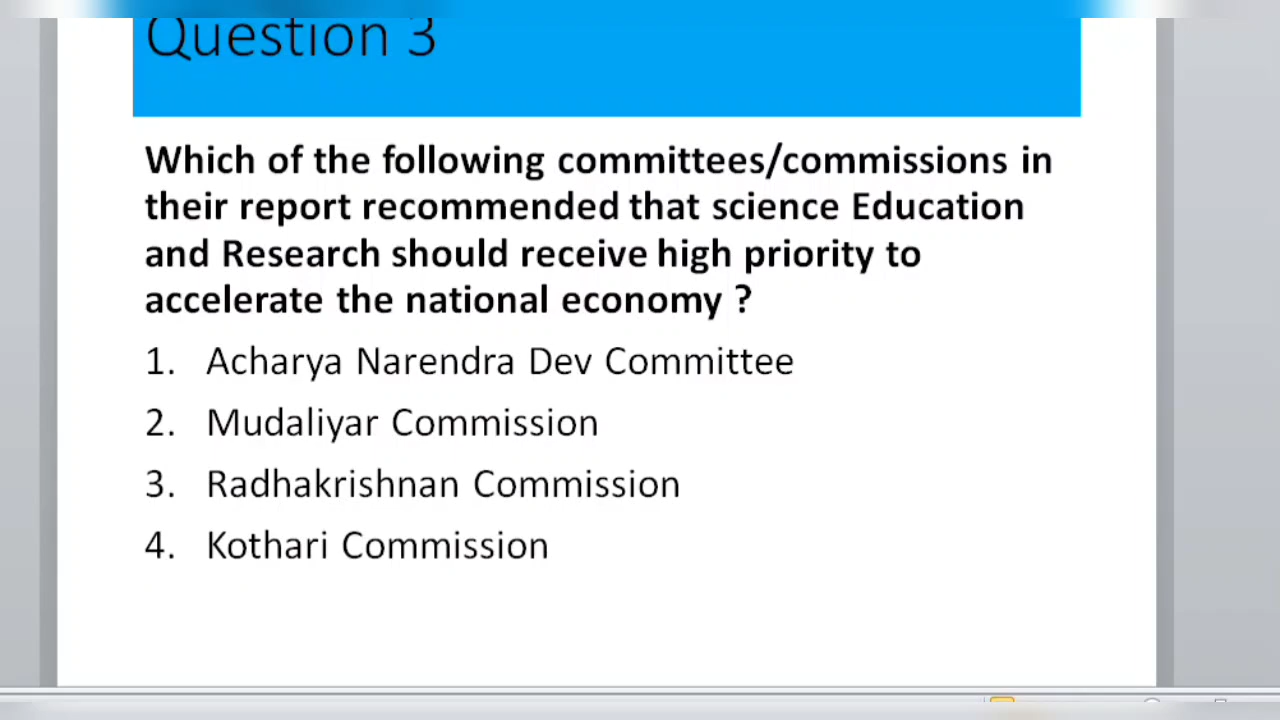 Question 3
Which of the following committees/commissions in
their report recommended that science Education
and Research should receive high priority to
accelerate the national economy ?
1. Acharya Narendra Dev Committee
2. Mudaliyar Commission
3. Radhakrishnan Commission
4. Kothari Commission